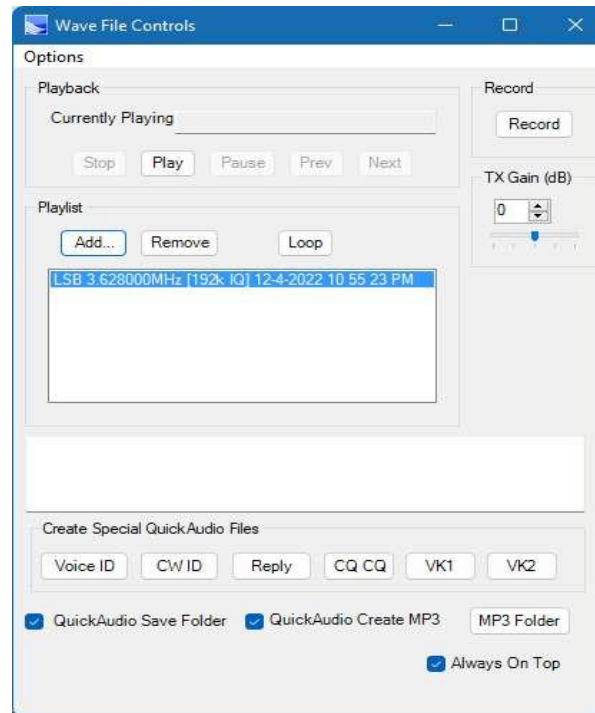 Wave File Controls
Options
Playback
Currently Playing
Stop Play Pause Prev Next
Record
Record
TX Gain (dB)
0
Playlist
Add... Remove Loop
LSB 3.628000MHz [192k IQ] 12-4-2022 10 55 23 PM
Create Special QuickAudio Files
Voice ID CW ID Reply CQ CQ VK1 VK2
QuickAudio Save Folder QuickAudio Create MP3 MP3 Folder
Always On Top